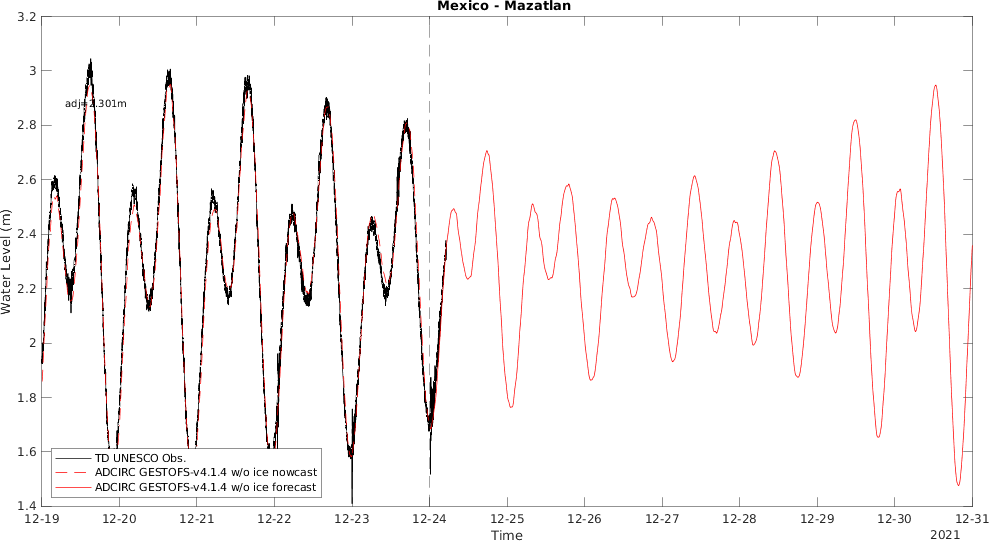 Mexico - Mazatlan
3.2
3
2.8
2.6
2.4
2.2
2
1.8
1.6
1.4
Water Level (m)
adj=2.301m
TD UNESCO Obs.
ADCIRC GESTOFS-v4.1.4 w/o ice nowcast
ADCIRC GESTOFS-v4.1.4 w/o ice forecast
12-19 12-20 12-21 12-22 12-23 12-24 12-25 12-26 12-27 12-28 12-29 12-30 12-31
Time
2021